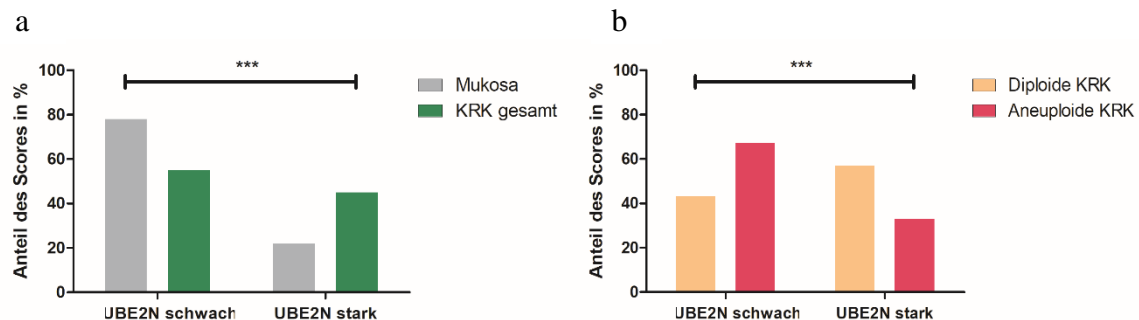 a
***
100
80
60
40
20
0
Anteil des Scores in %
UBE2N schwach
UBE2N stark
Mukosa
KRK gesamt
b
***
100
80
60
40
20
0
Anteil des Scores in %
UBE2N schwach
UBE2N stark
Diploide KRK
Aneuploide KRK